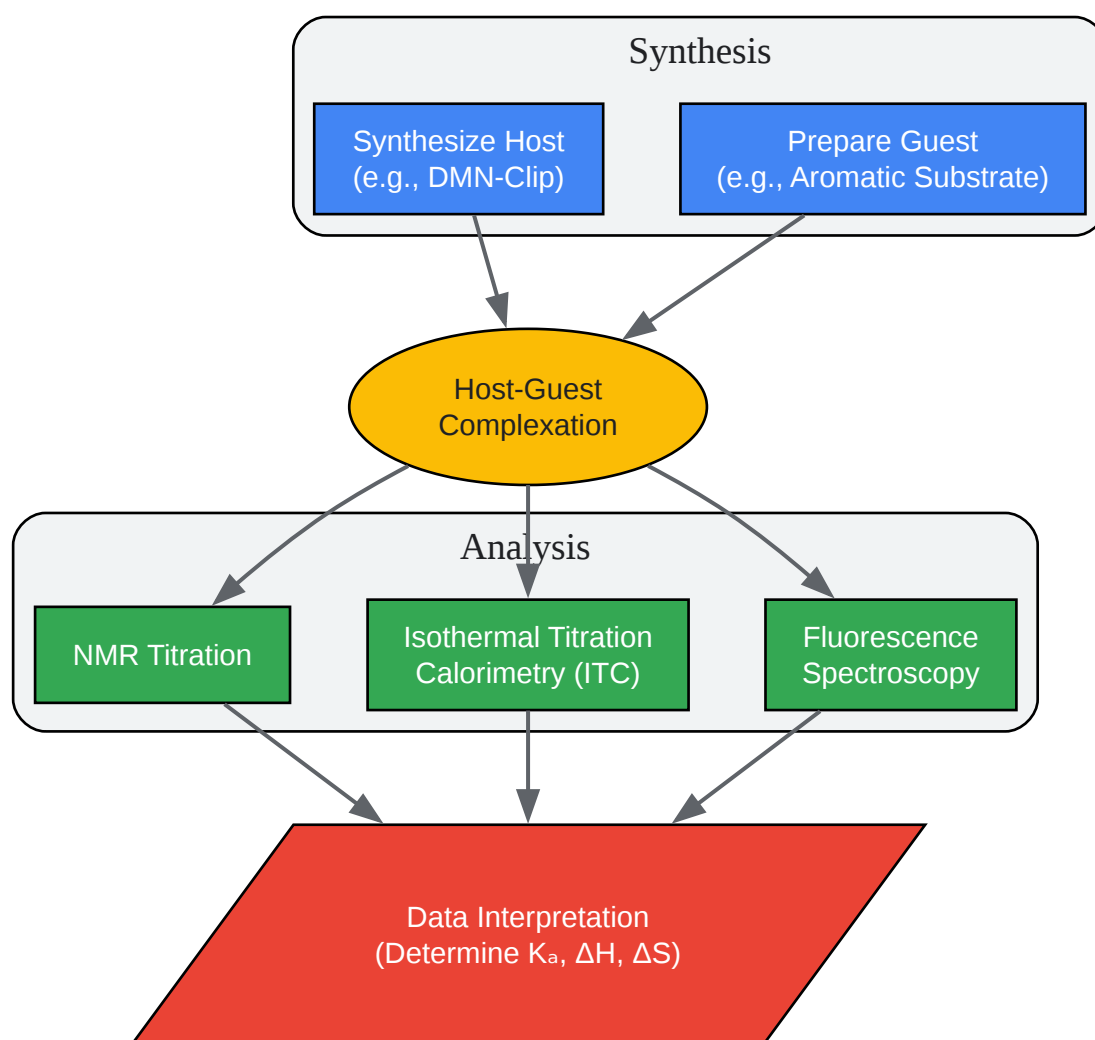 Synthesis
Synthesize Host
(e.g., DMN-Clip)
Prepare Guest
(e.g., Aromatic Substrate)
Host-Guest
Complexation
Analysis
NMR Titration
Isothermal Titration
Calorimetry (ITC)
Fluorescence
Spectroscopy
Data Interpretation
(Determine Kₐ, ΔH, ΔS)